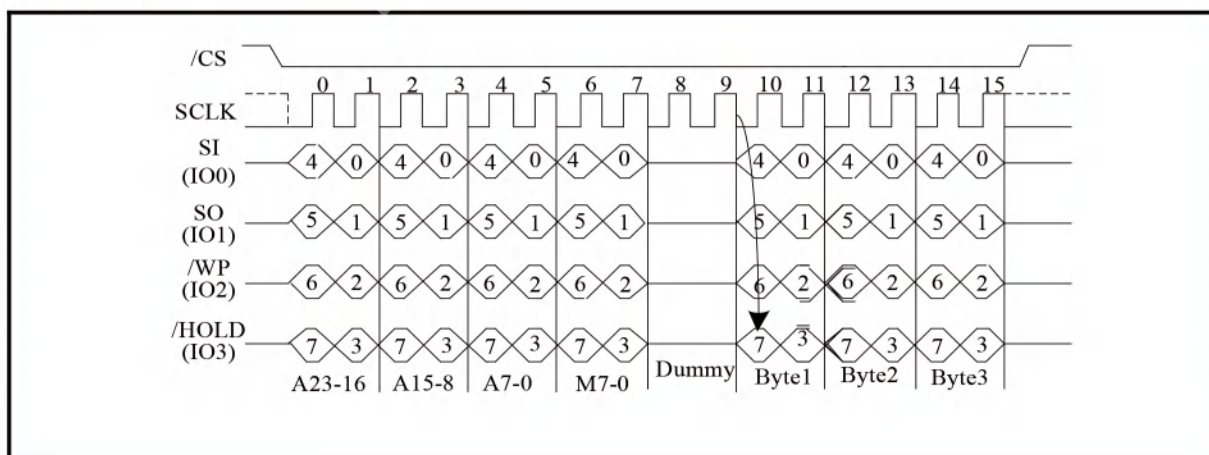 /CS
0 1 2 3 4 5 6 7 8 9 10 11 12 13 14 15
SCLK
SI
(IO0)
4 0 4 0 4 0 4 0 4 0 4 0 4 0
SO
(IO1)
5 1 5 1 5 1 5 1 5 1 5 1 5 1
/WP
(IO2)
6 2 6 2 6 2 6 2 6 2 6 2 6 2
/HOLD
(IO3)
7 3 7 3 7 3 7 3 7 3 7 3 7 3
A23-16 A15-8 A7-0 M7-0 Dummy Byte1 Byte2 Byte3